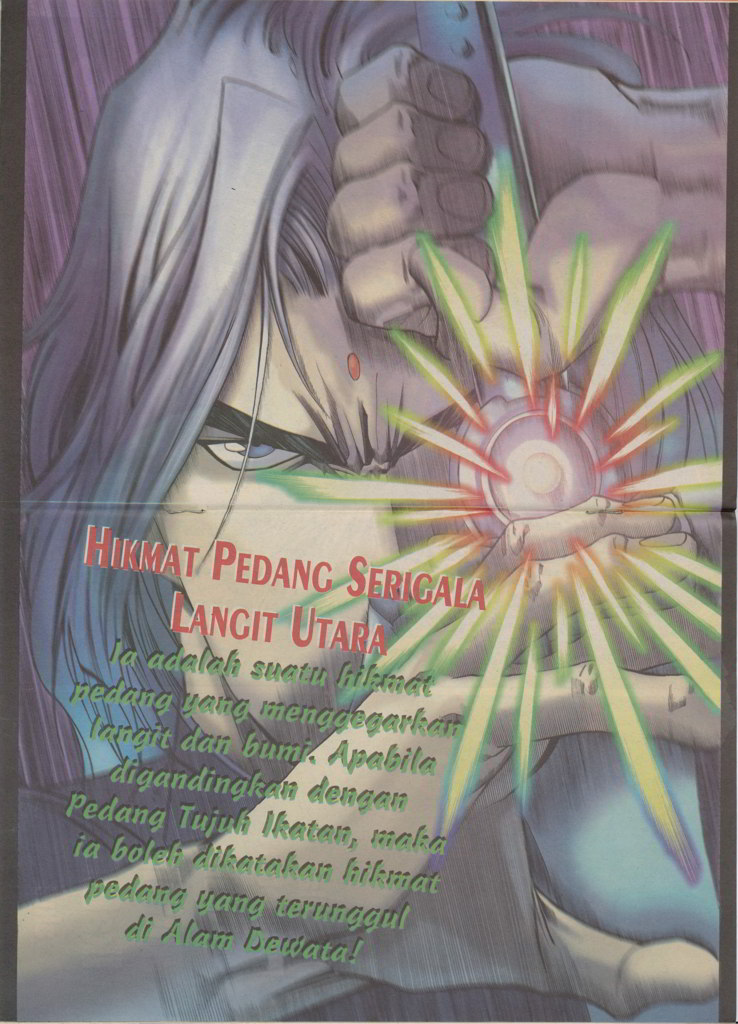 HIKMAT PEDANG SERIGALA
LANGIT UTARA
Ia adalah suatu hikmat
pedang yang menggegarkan
langit dan bumi. Apabila
digandingkan dengan
Pedang Tujuh Ikatan, maka
ia boleh dikatakan hikmat
pedang yang terunggul
di Alam Dewata!